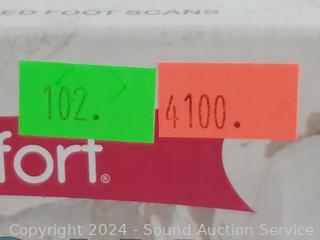 ED FOOT SCANS
102. 4100.
fort®
Copyright 2024 - Sound Auction Service